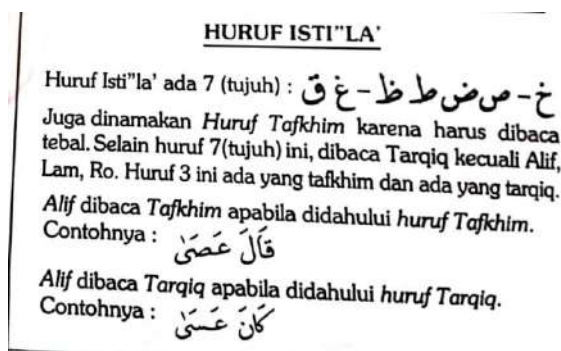 HURUF ISTI"LA'
Huruf Isti"la' ada 7 (tujuh) : خ - ص ض ط ظ - غ ق
Juga dinamakan Huruf Tafkhim karena harus dibaca
tebal. Selain huruf 7(tujuh) ini, dibaca Tarqiq kecuali Alif,
Lam, Ro. Huruf 3 ini ada yang tafkhim dan ada yang tarqiq.
Alif dibaca Tafkhim apabila didahului huruf Tafkhim.
Contohnya : قَالَ عَصَىٰ
Alif dibaca Tarqiq apabila didahului huruf Tarqiq.
Contohnya : كَانَ عَسَىٰ